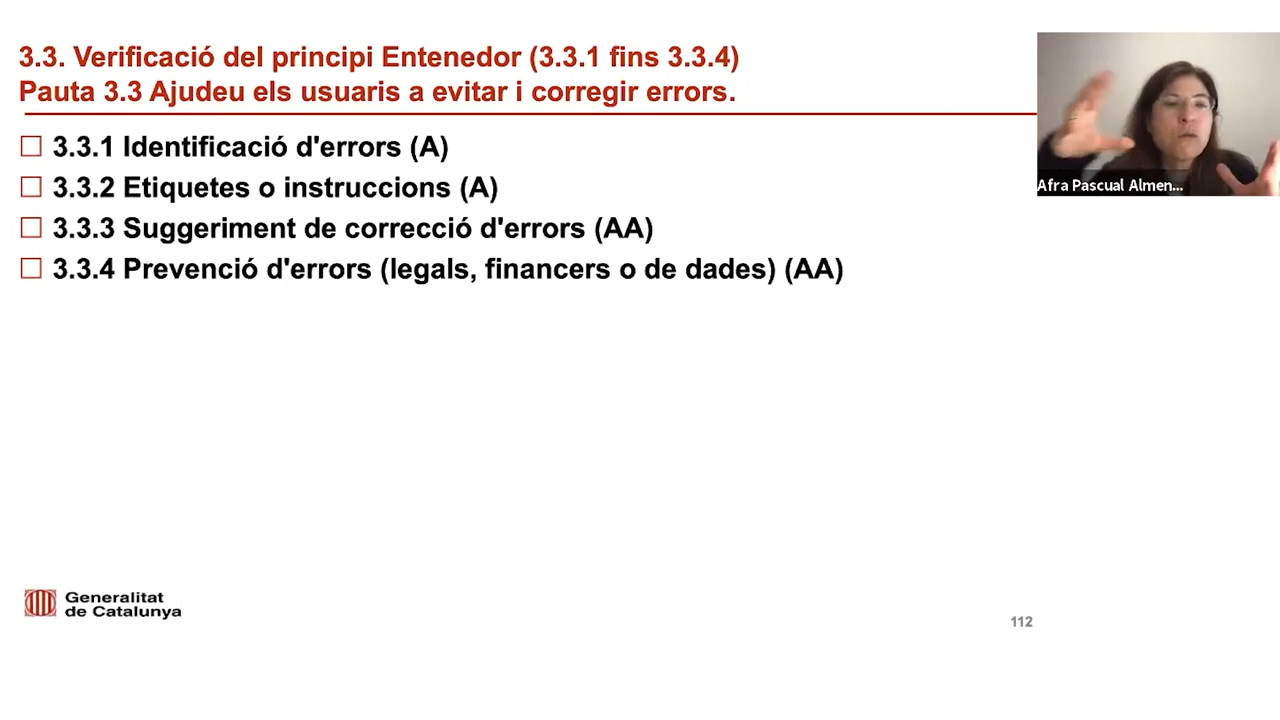 3.3. Verificació del principi Entenedor (3.3.1 fins 3.3.4)
Pauta 3.3 Ajudeu els usuaris a evitar i corregir errors.
3.3.1 Identificació d'errors (A)
3.3.2 Etiquetes o instruccions (A)
3.3.3 Suggeriment de correcció d'errors (AA)
3.3.4 Prevenció d'errors (legals, financers o de dades) (AA)
Afra Pascual Almen...
Generalitat
de Catalunya
112